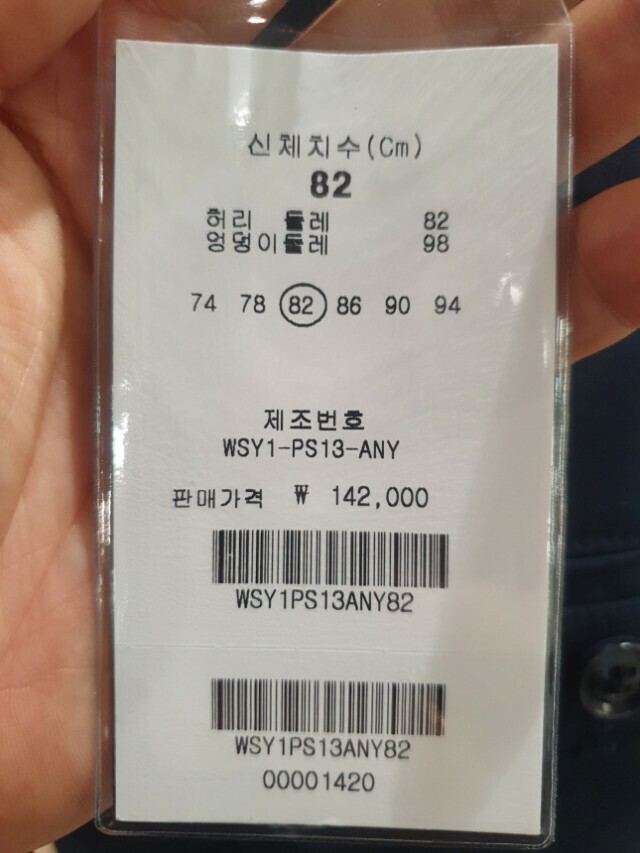 신체치수(Cm)
82
허리 둘레 82
엉덩이둘레 98
74 78 82 86 90 94
제조번호
WSY1-PS13-ANY
판매가격 ₩ 142,000
WSY1PS13ANY82
WSY1PS13ANY82
00001420